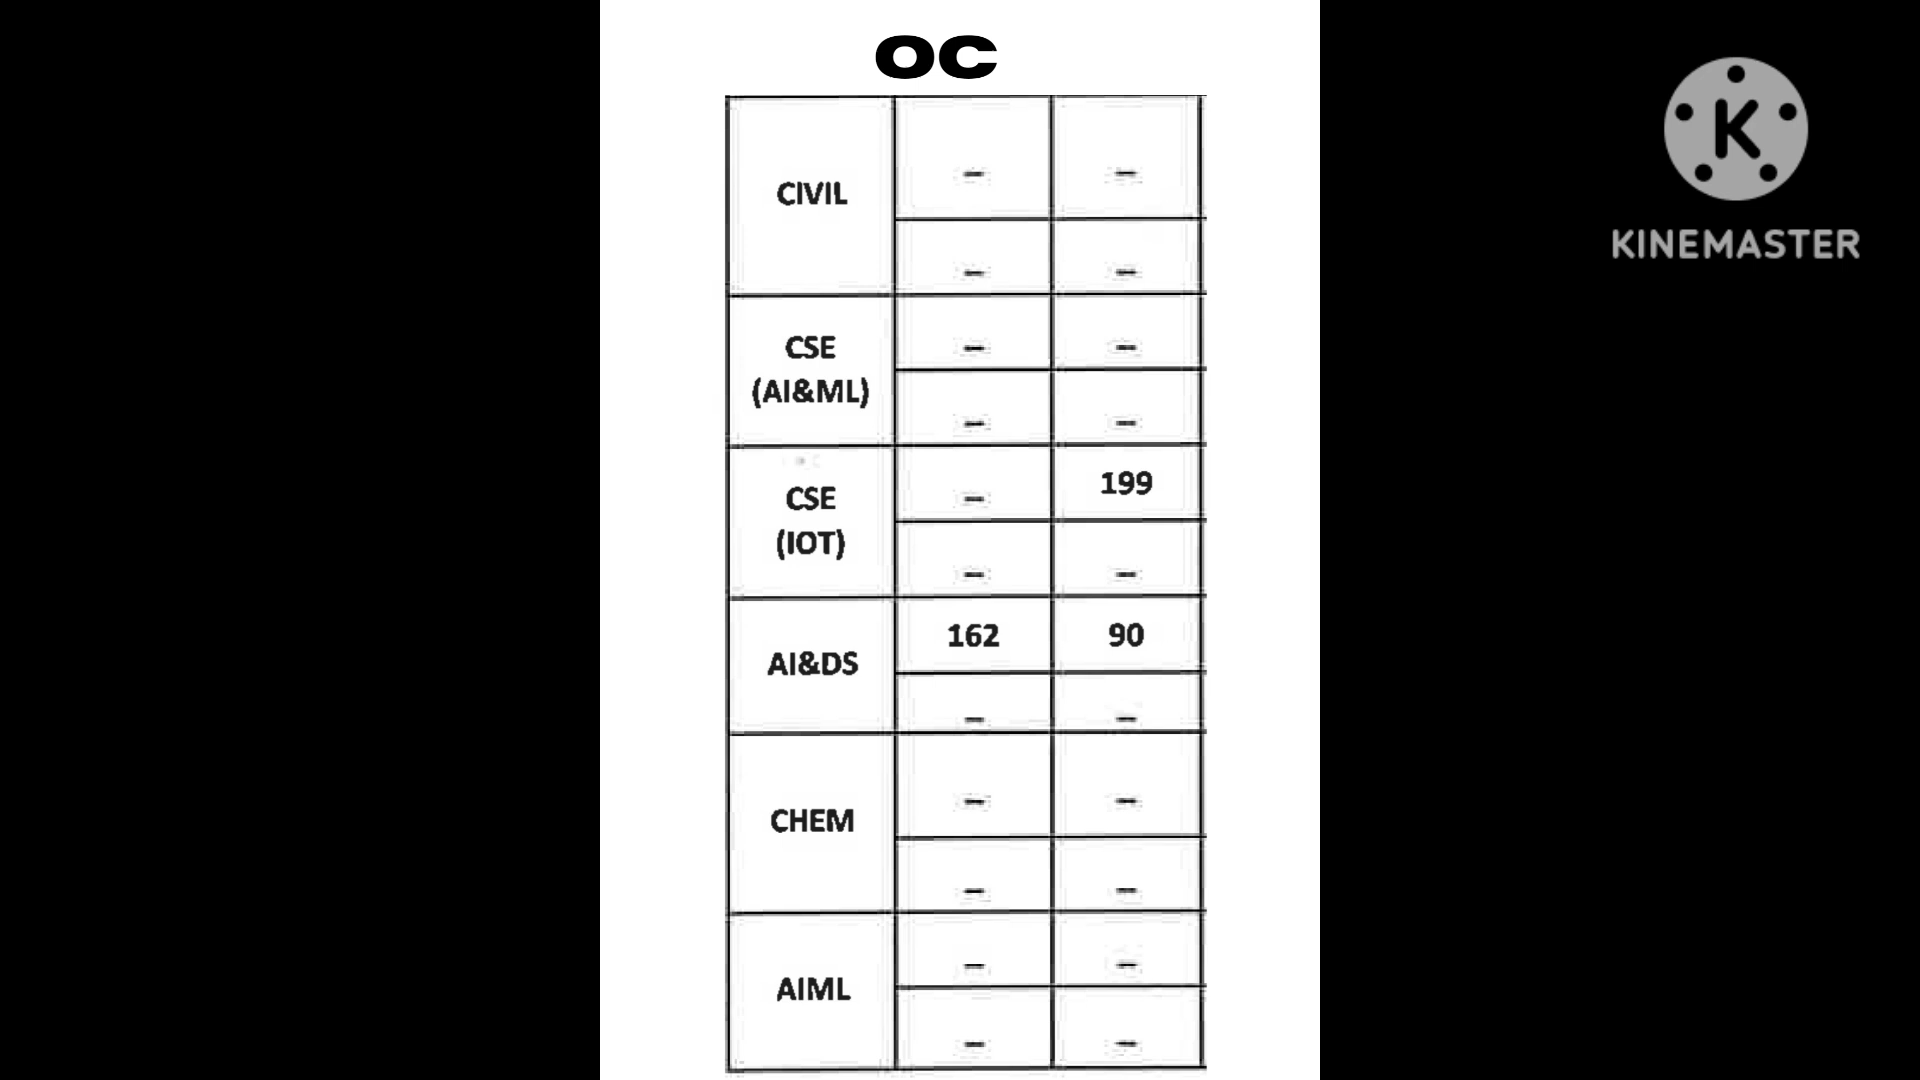 OC
CIVIL
–
–
–
–
CSE
(AI&ML)
–
–
–
–
CSE
(IOT)
–
199
–
–
AI&DS
162
90
–
–
CHEM
–
–
–
–
AIML
–
–
–
–
K
KINEMASTER